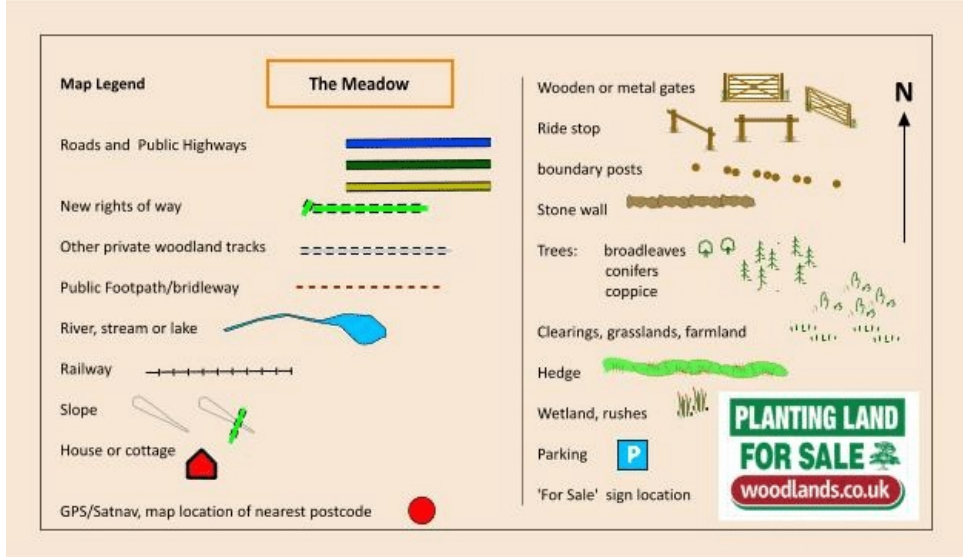 Map Legend
The Meadow
Roads and Public Highways
New rights of way
Other private woodland tracks
Public Footpath/bridleway
River, stream or lake
Railway
Slope
House or cottage
GPS/Satnav, map location of nearest postcode
Wooden or metal gates
N
Ride stop
boundary posts
Stone wall
Trees: broadleaves
conifers
coppice
Clearings, grasslands, farmland
Hedge
Wetland, rushes
Parking
P
'For Sale' sign location
PLANTING LAND
FOR SALE
woodlands.co.uk